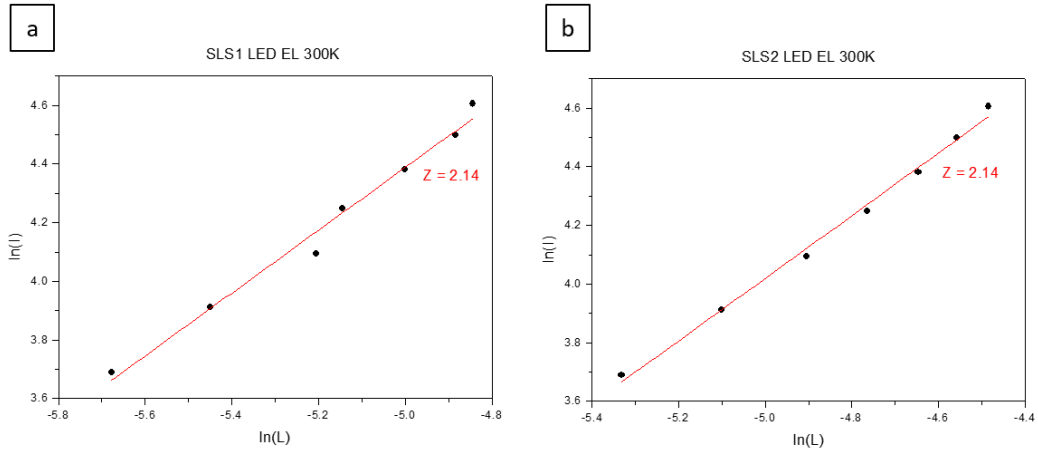 a
SLS1 LED EL 300K
4.6
4.4
4.2
4.0
3.8
3.6
ln(I)
Z = 2.14
-5.8
-5.6
-5.4
-5.2
-5.0
-4.8
ln(L)
b
SLS2 LED EL 300K
4.6
4.4
4.2
4.0
3.8
3.6
ln(I)
Z = 2.14
-5.4
-5.2
-5.0
-4.8
-4.6
-4.4
ln(L)